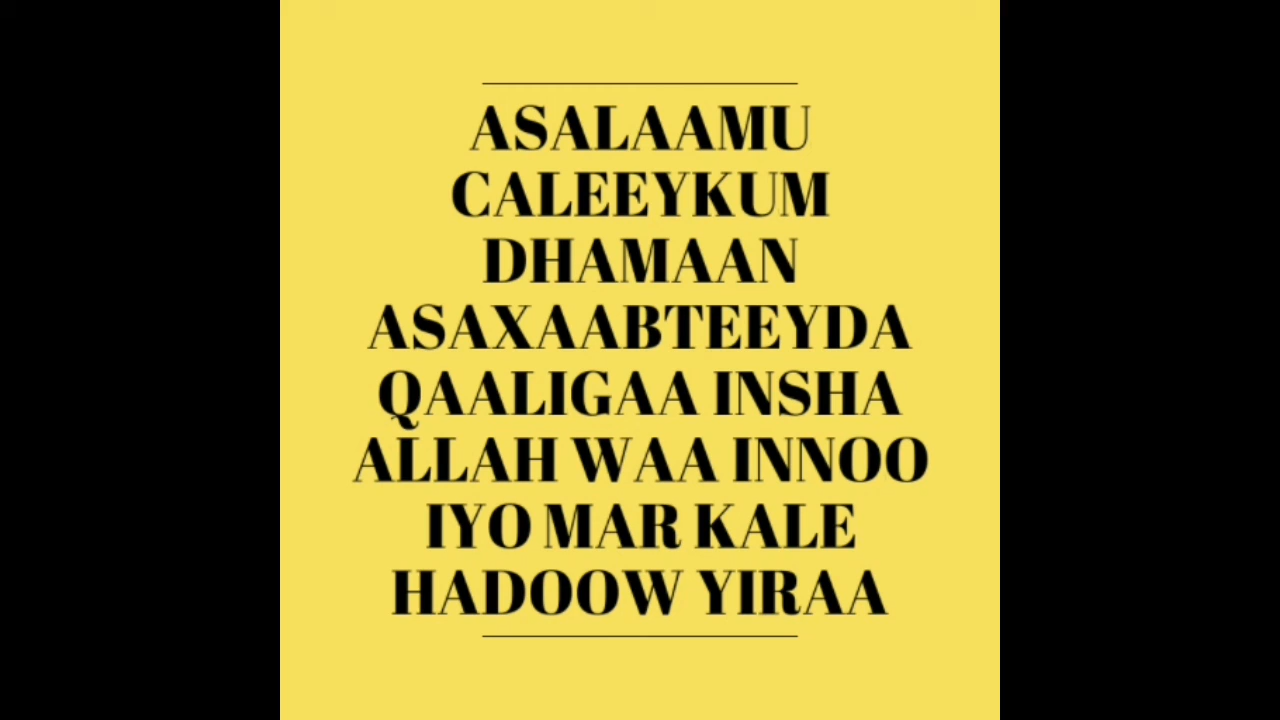 ASALAAMU
CALEEYKUM
DHAMAAN
ASAXAABTEEYDA
QAALIGAA INSHA
ALLAH WAA INNOO
IYO MAR KALE
HADOOW YIRAA